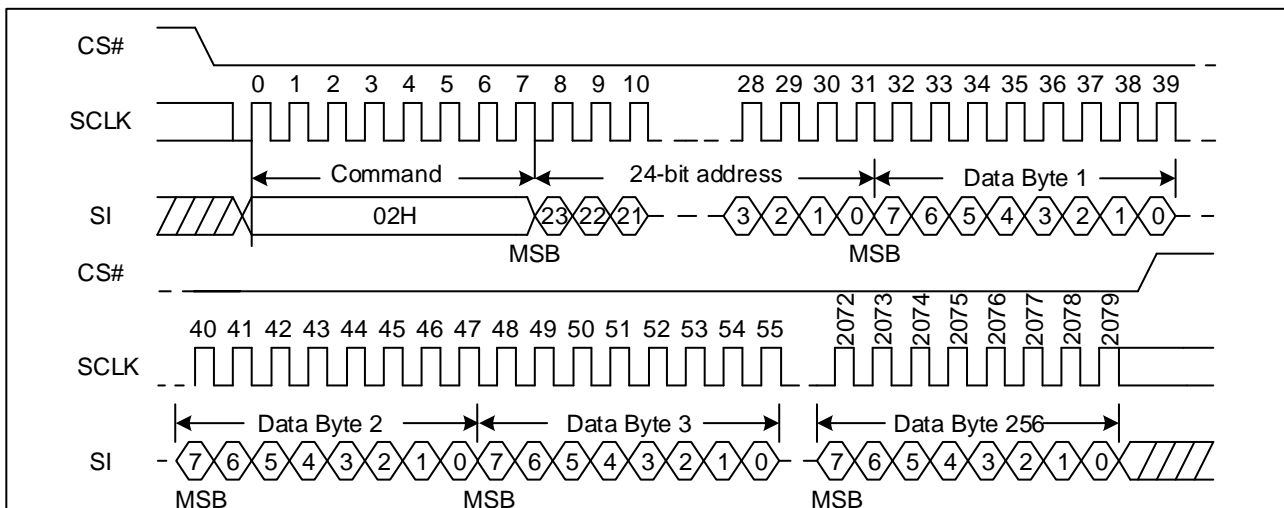 CS#
0 1 2 3 4 5 6 7 8 9 10 28 29 30 31 32 33 34 35 36 37 38 39
SCLK
Command 24-bit address Data Byte 1
SI 02H 23 22 21 3 2 1 0 7 6 5 4 3 2 1 0
MSB MSB
CS#
40 41 42 43 44 45 46 47 48 49 50 51 52 53 54 55 2072 2073 2074 2075 2076 2077 2078 2079
SCLK
Data Byte 2 Data Byte 3 Data Byte 256
SI 7 6 5 4 3 2 1 0 7 6 5 4 3 2 1 0 7 6 5 4 3 2 1 0
MSB MSB MSB